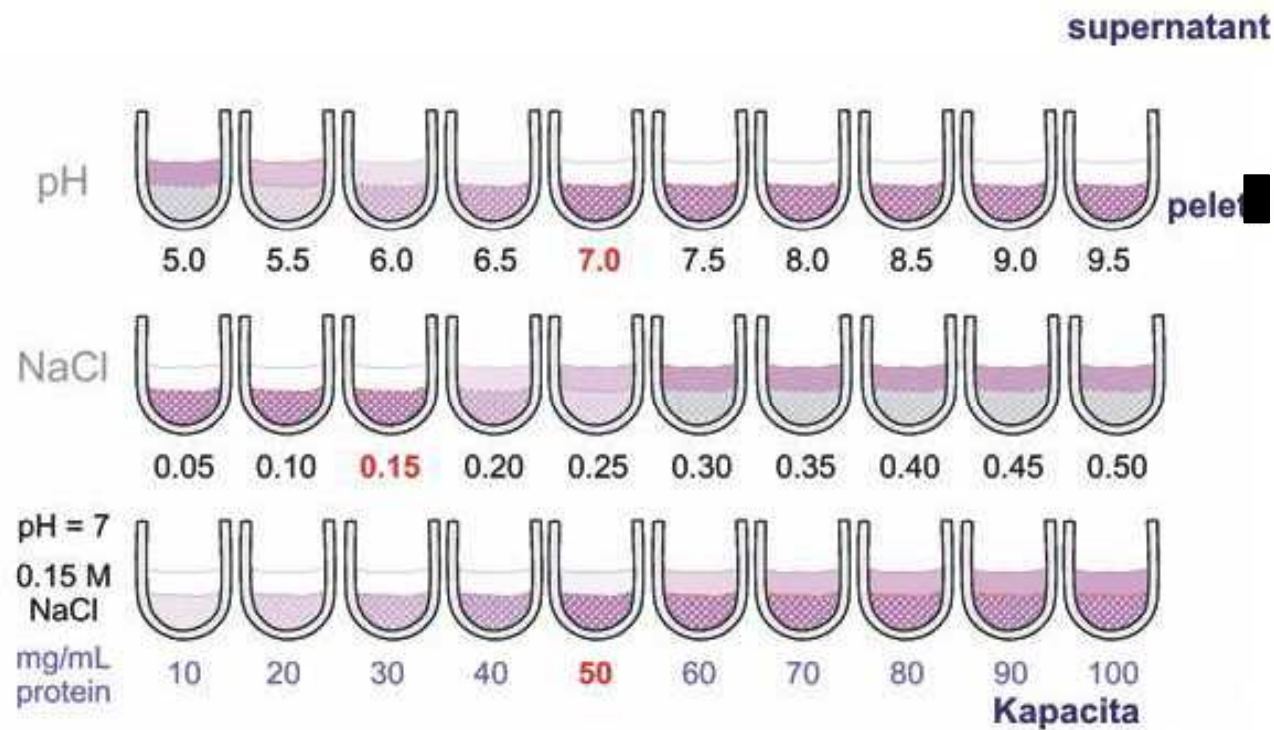 supernatant
pH
5.0 5.5 6.0 6.5 7.0 7.5 8.0 8.5 9.0 9.5
pelet
NaCl
0.05 0.10 0.15 0.20 0.25 0.30 0.35 0.40 0.45 0.50
pH = 7
0.15 M
NaCl
mg/mL
protein
10 20 30 40 50 60 70 80 90 100
Kapacita